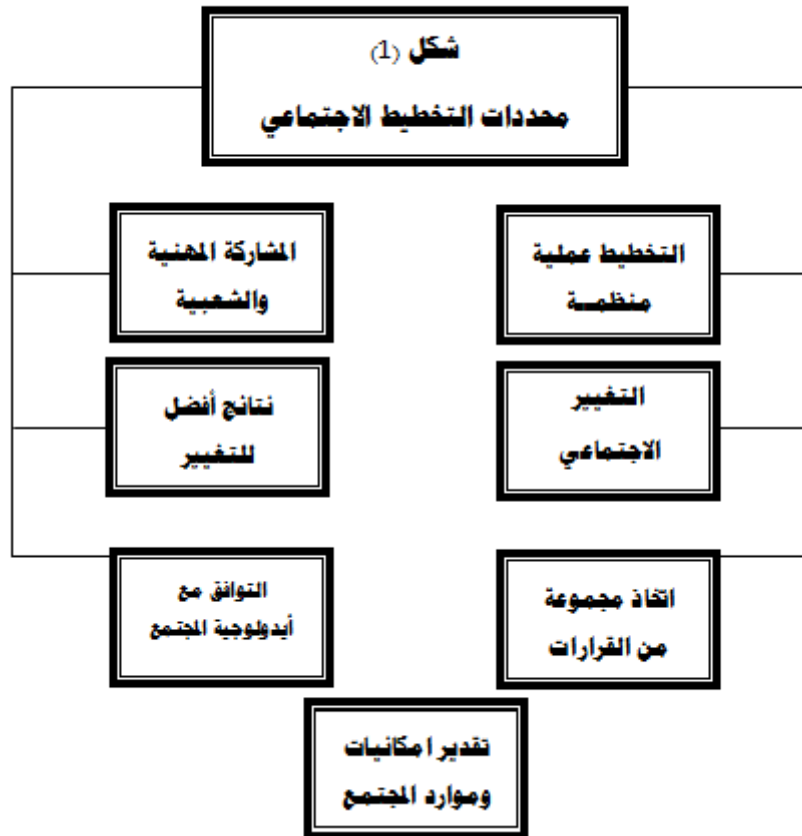 شكل (1)
محددات التخطيط الاجتماعي
التخطيط عملية
منظمـــة
المشاركة المهنية
والشعبية
التغيير
الاجتماعي
نتائج أفضل
للتغيير
اتخاذ مجموعة
من القرارات
التوافق مع
أيدولوجية المجتمع
تقدير امكانيات
وموارد المجتمع